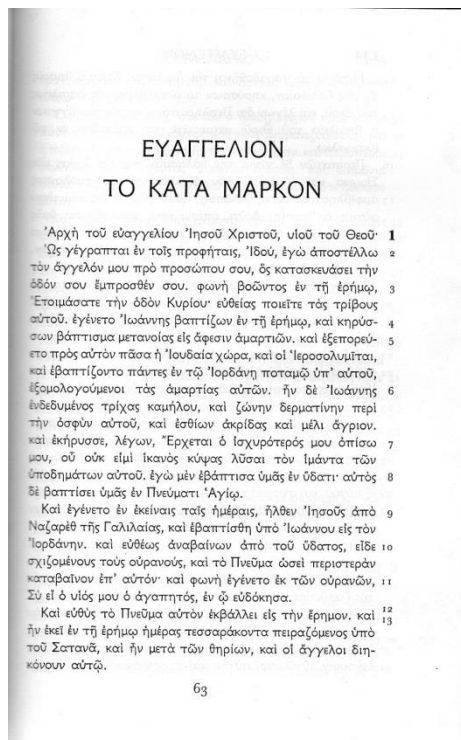 ΕΥΑΓΓΕΛΙΟΝ
ΤΟ ΚΑΤΑ ΜΑΡΚΟΝ
Ἀρχὴ τοῦ εὐαγγελίου Ἰησοῦ Χριστοῦ, υἱοῦ τοῦ Θεοῦ· 1
Ὡς γέγραπται ἐν τοῖς προφήταις, Ἰδού, ἐγὼ ἀποστέλλω 2
τὸν ἄγγελόν μου πρὸ προσώπου σου, ὃς κατασκευάσει τὴν
ὁδόν σου ἔμπροσθέν σου. φωνὴ βοῶντος ἐν τῇ ἐρήμῳ, 3
Ἑτοιμάσατε τὴν ὁδὸν Κυρίου· εὐθείας ποιεῖτε τὰς τρίβους
αὐτοῦ. ἐγένετο Ἰωάννης βαπτίζων ἐν τῇ ἐρήμῳ, καὶ κηρύσ- 4
σων βάπτισμα μετανοίας εἰς ἄφεσιν ἁμαρτιῶν. καὶ ἐξεπορεύ- 5
ετο πρὸς αὐτὸν πᾶσα ἡ Ἰουδαία χώρα, καὶ οἱ Ἱεροσολυμῖται,
καὶ ἐβαπτίζοντο πάντες ἐν τῷ Ἰορδάνῃ ποταμῷ ὑπ' αὐτοῦ,
ἐξομολογούμενοι τὰς ἁμαρτίας αὐτῶν. ἦν δὲ Ἰωάννης 6
ἐνδεδυμένος τρίχας καμήλου, καὶ ζώνην δερματίνην περὶ
τὴν ὀσφὺν αὐτοῦ, καὶ ἐσθίων ἀκρίδας καὶ μέλι ἄγριον.
καὶ ἐκήρυσσε, λέγων, Ἔρχεται ὁ ἰσχυρότερός μου ὀπίσω 7
μου, οὗ οὐκ εἰμὶ ἱκανὸς κύψας λῦσαι τὸν ἱμάντα τῶν
ὑποδημάτων αὐτοῦ. ἐγὼ μὲν ἐβάπτισα ὑμᾶς ἐν ὕδατι· αὐτὸς 8
δὲ βαπτίσει ὑμᾶς ἐν Πνεύματι Ἁγίῳ.
Καὶ ἐγένετο ἐν ἐκείναις ταῖς ἡμέραις, ἦλθεν Ἰησοῦς ἀπὸ 9
Ναζαρὲθ τῆς Γαλιλαίας, καὶ ἐβαπτίσθη ὑπὸ Ἰωάννου εἰς τὸν
Ἰορδάνην. καὶ εὐθέως ἀναβαίνων ἀπὸ τοῦ ὕδατος, εἶδε 10
σχιζομένους τοὺς οὐρανούς, καὶ τὸ Πνεῦμα ὡσεὶ περιστερὰν
καταβαῖνον ἐπ' αὐτόν· καὶ φωνὴ ἐγένετο ἐκ τῶν οὐρανῶν, 11
Σὺ εἶ ὁ υἱός μου ὁ ἀγαπητός, ἐν ᾧ εὐδόκησα.
Καὶ εὐθὺς τὸ Πνεῦμα αὐτὸν ἐκβάλλει εἰς τὴν ἔρημον. καὶ 12 13
ἦν ἐκεῖ ἐν τῇ ἐρήμῳ ἡμέρας τεσσαράκοντα πειραζόμενος ὑπὸ
τοῦ Σατανᾶ, καὶ ἦν μετὰ τῶν θηρίων, καὶ οἱ ἄγγελοι διη-
κόνουν αὐτῷ.
63